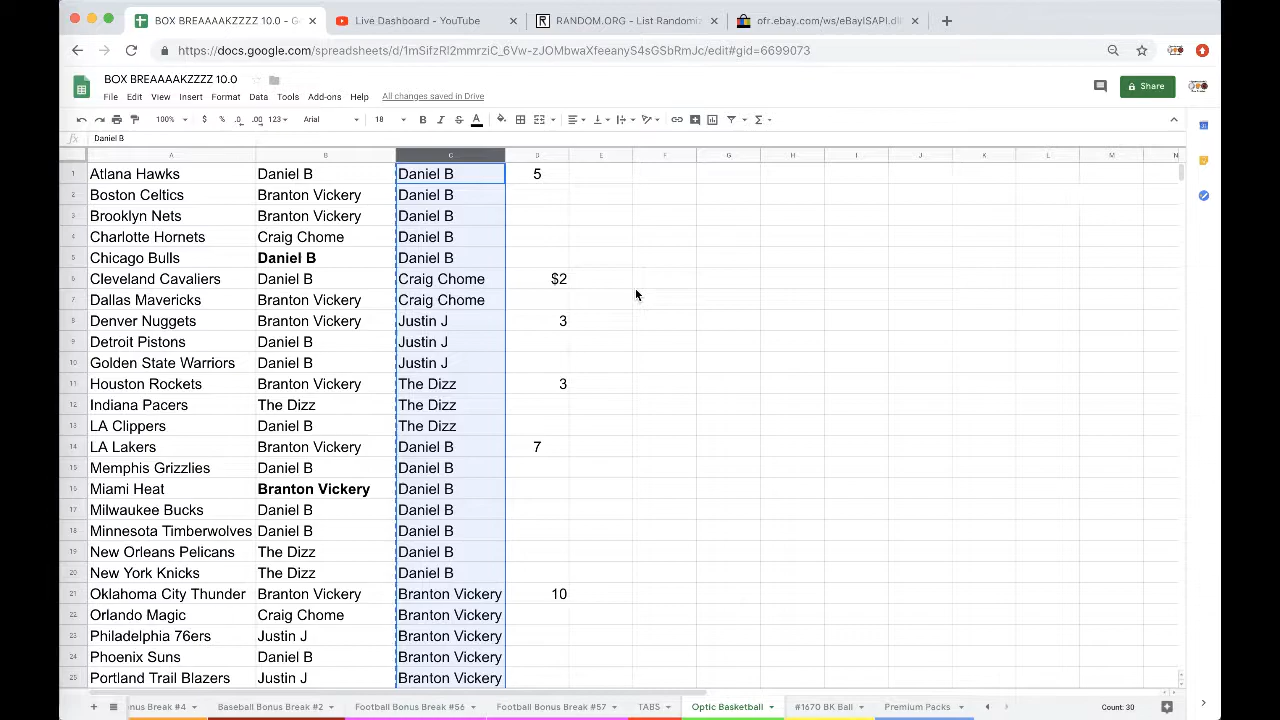 BOX BREAAAAKZZZZ 10.0 - G
Live Dashboard - YouTube
RANDOM.ORG - List Randomiz
ofr.ebay.com/ws/eBayISAPI.dll
https://docs.google.com/spreadsheets/d/1mSifzRl2mmrziC_6Vw-zJOMbwaXfeeanyS4sGSbRmJc/edit#gid=6699073
BOX BREAAAAKZZZZ 10.0
File Edit View Insert Format Data Tools Add-ons Help All changes saved in Drive
Share
100% $ % .0 .00 123 Arial 18 B I S A
fx Daniel B
A B C D E F G H I J K L M N
1 Atlana Hawks Daniel B Daniel B 5
2 Boston Celtics Branton Vickery Daniel B
3 Brooklyn Nets Branton Vickery Daniel B
4 Charlotte Hornets Craig Chome Daniel B
5 Chicago Bulls Daniel B Daniel B
6 Cleveland Cavaliers Daniel B Craig Chome $2
7 Dallas Mavericks Branton Vickery Craig Chome
8 Denver Nuggets Branton Vickery Justin J 3
9 Detroit Pistons Daniel B Justin J
10 Golden State Warriors Daniel B Justin J
11 Houston Rockets Branton Vickery The Dizz 3
12 Indiana Pacers The Dizz The Dizz
13 LA Clippers Daniel B The Dizz
14 LA Lakers Branton Vickery Daniel B 7
15 Memphis Grizzlies Daniel B Daniel B
16 Miami Heat Branton Vickery Daniel B
17 Milwaukee Bucks Daniel B Daniel B
18 Minnesota Timberwolves Daniel B Daniel B
19 New Orleans Pelicans The Dizz Daniel B
20 New York Knicks The Dizz Daniel B
21 Oklahoma City Thunder Branton Vickery Branton Vickery 10
22 Orlando Magic Craig Chome Branton Vickery
23 Philadelphia 76ers Justin J Branton Vickery
24 Phoenix Suns Daniel B Branton Vickery
25 Portland Trail Blazers Justin J Branton Vickery
nus Break #4 Baseball Bonus Break #2 Football Bonus Break #56 Football Bonus Break #57 TABS Optic Basketball #1670 BK Ball Premium Packs Count: 30